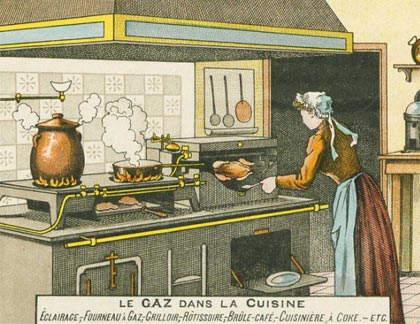 LE GAZ DANS LA CUISINE
ÉCLAIRAGE,-FOURNEAU À GAZ,-GRILLOIR,-RÔTISSOIRE,-BRÛLE-CAFÉ,-CUISINIÈRE, À COKE. — ETC.